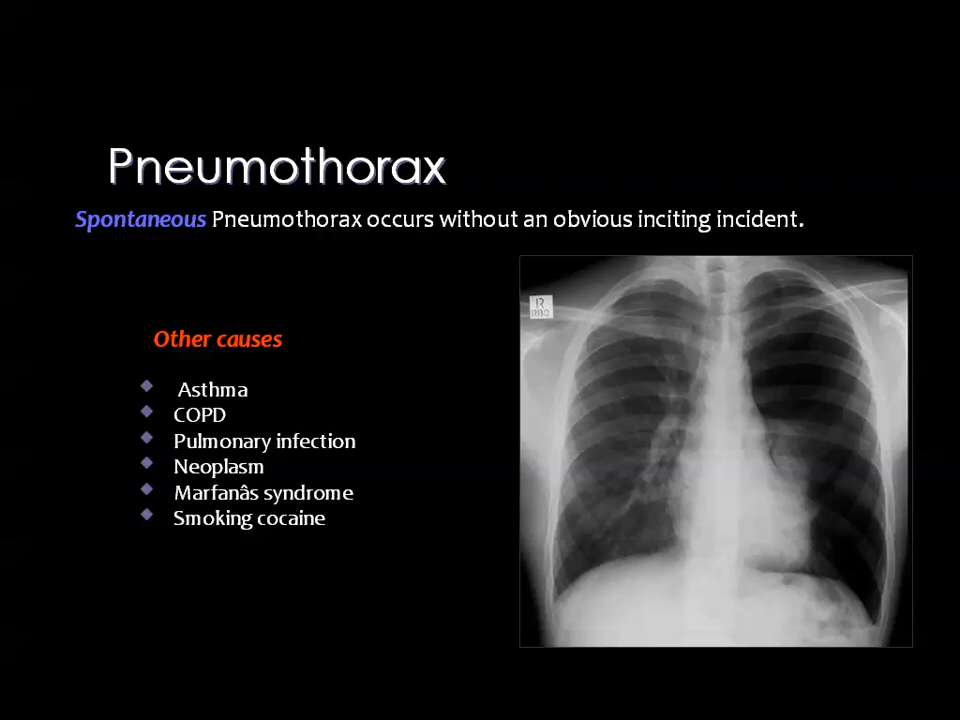 Pneumothorax
Spontaneous Pneumothorax occurs without an obvious inciting incident.
R
RBO
Other causes
Asthma
COPD
Pulmonary infection
Neoplasm
Marfanâs syndrome
Smoking cocaine